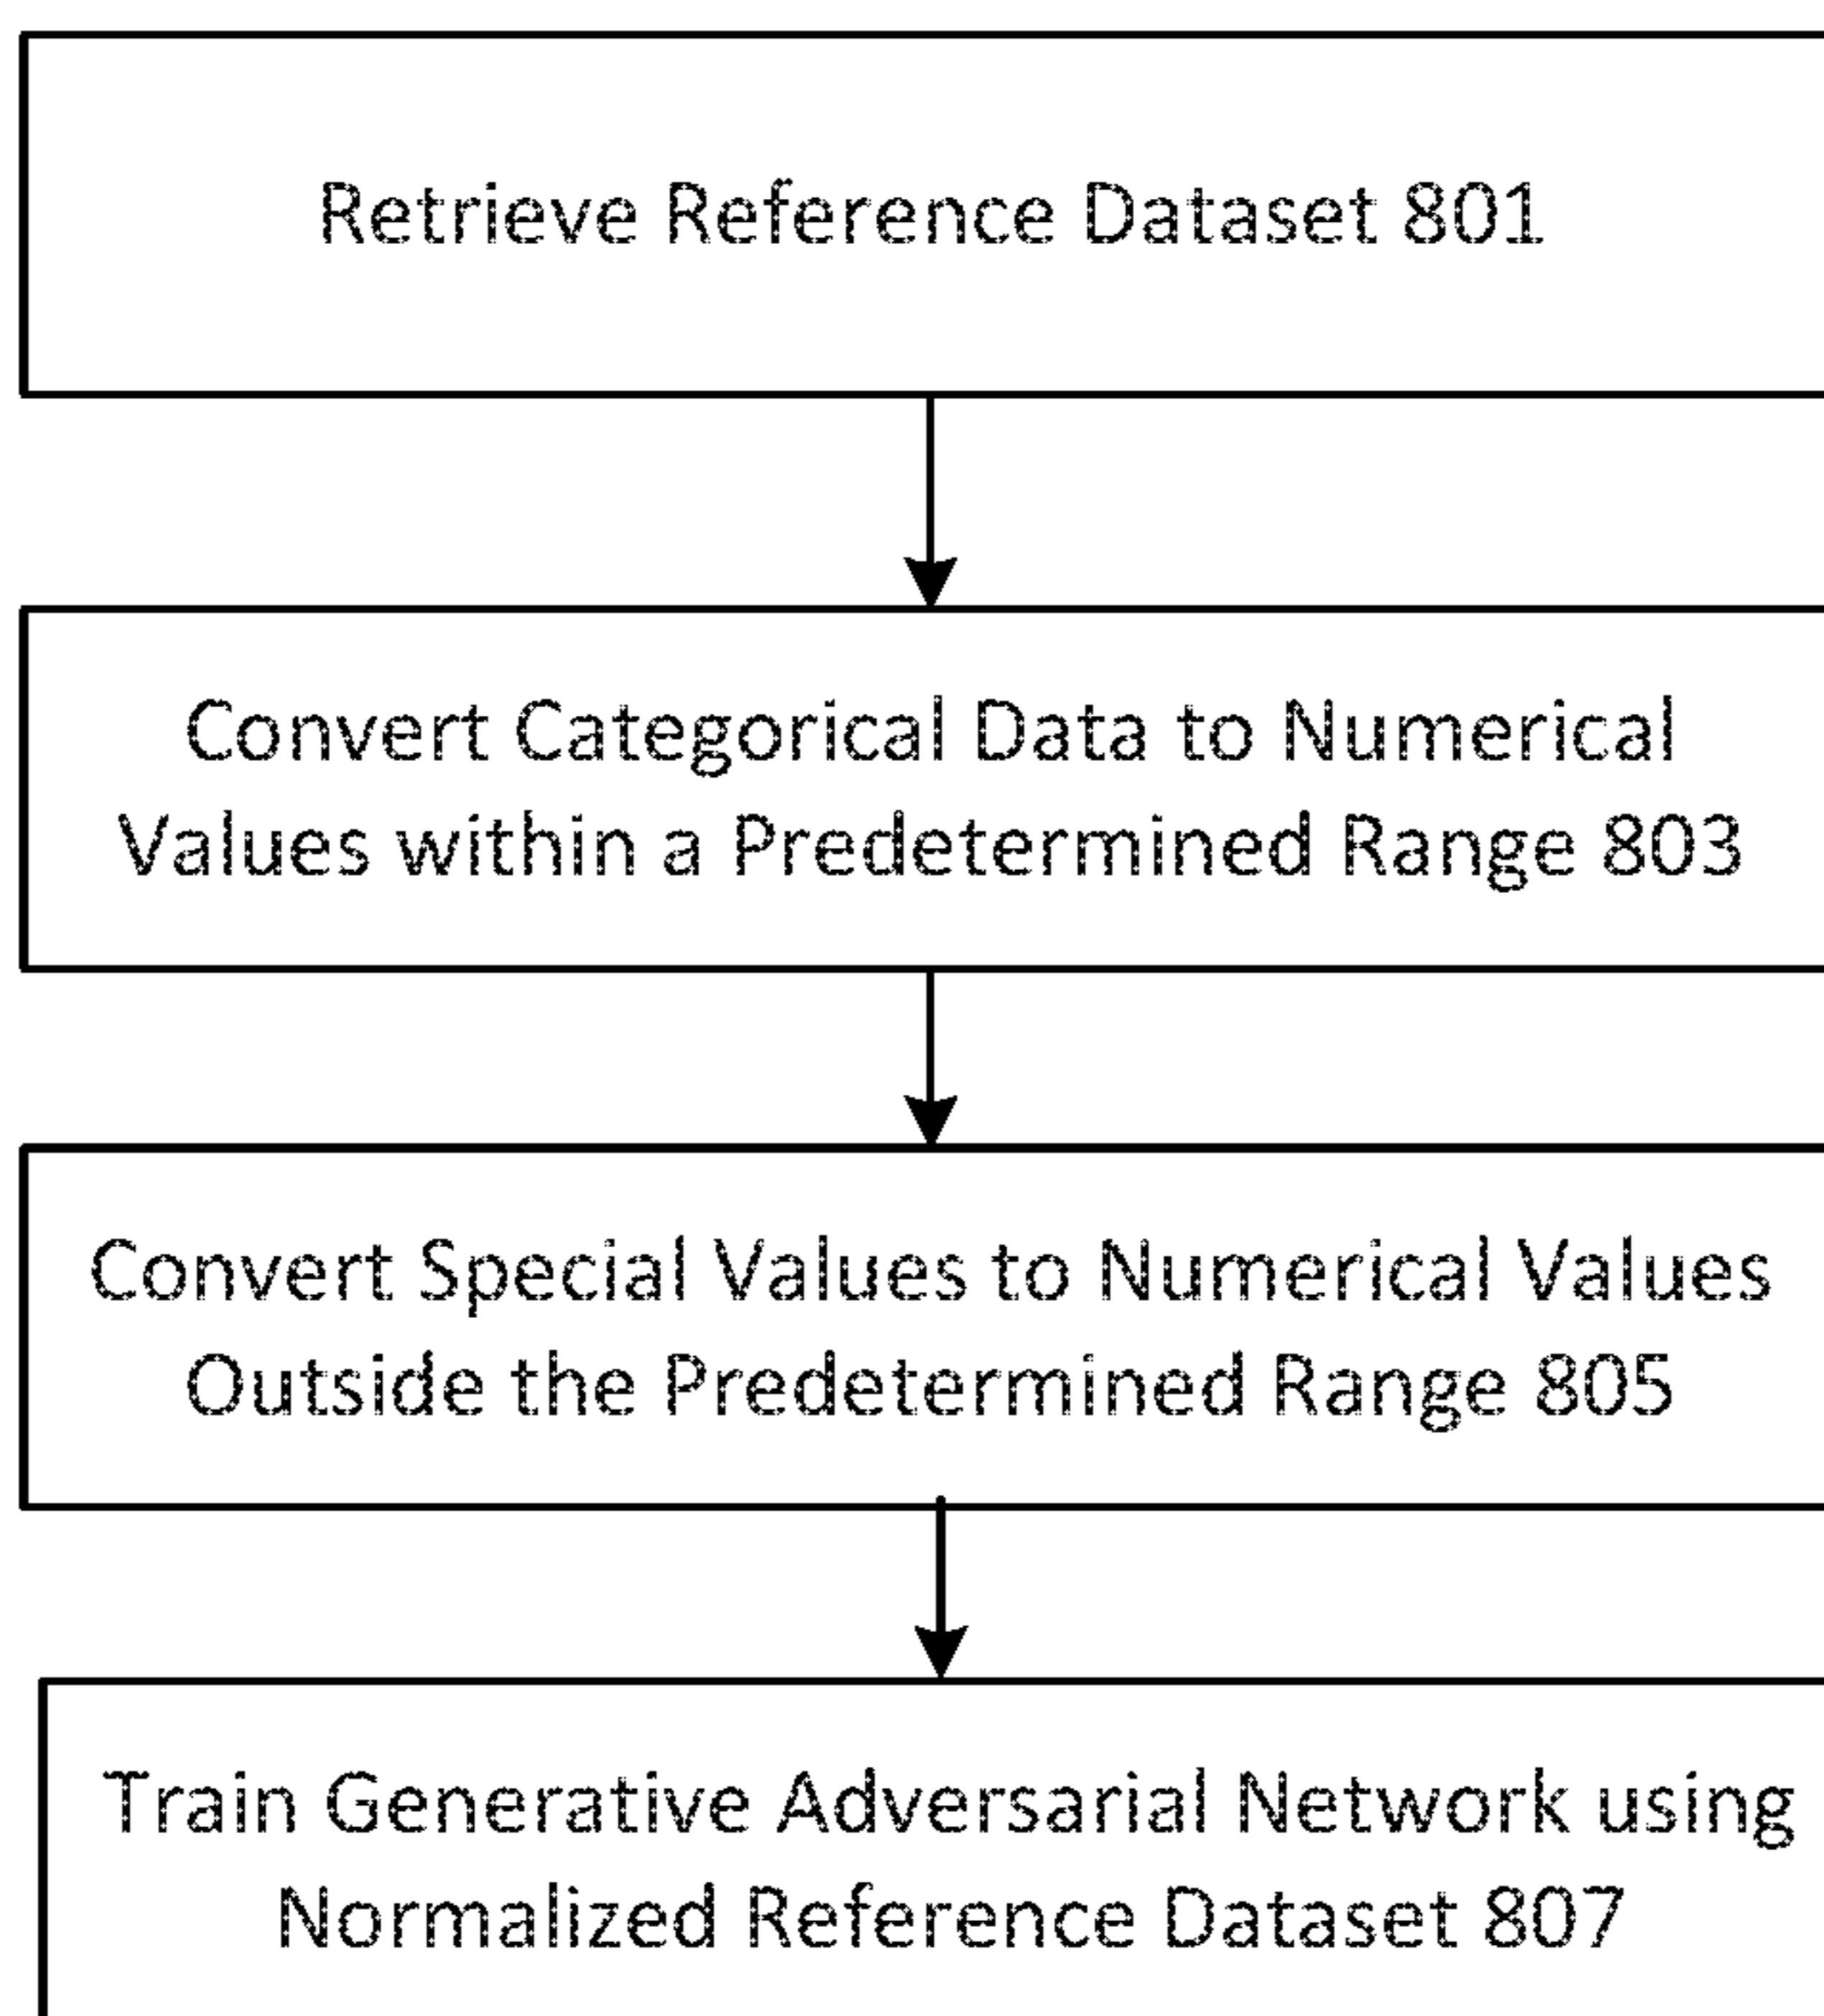 Retrieve Reference Dataset 801
Convert Categorical Data to Numerical
Values within a Predetermined Range 803
Convert Special Values to Numerical Values
Outside the Predetermined Range 805
Train Generative Adversarial Network using
Normalized Reference Dataset 807